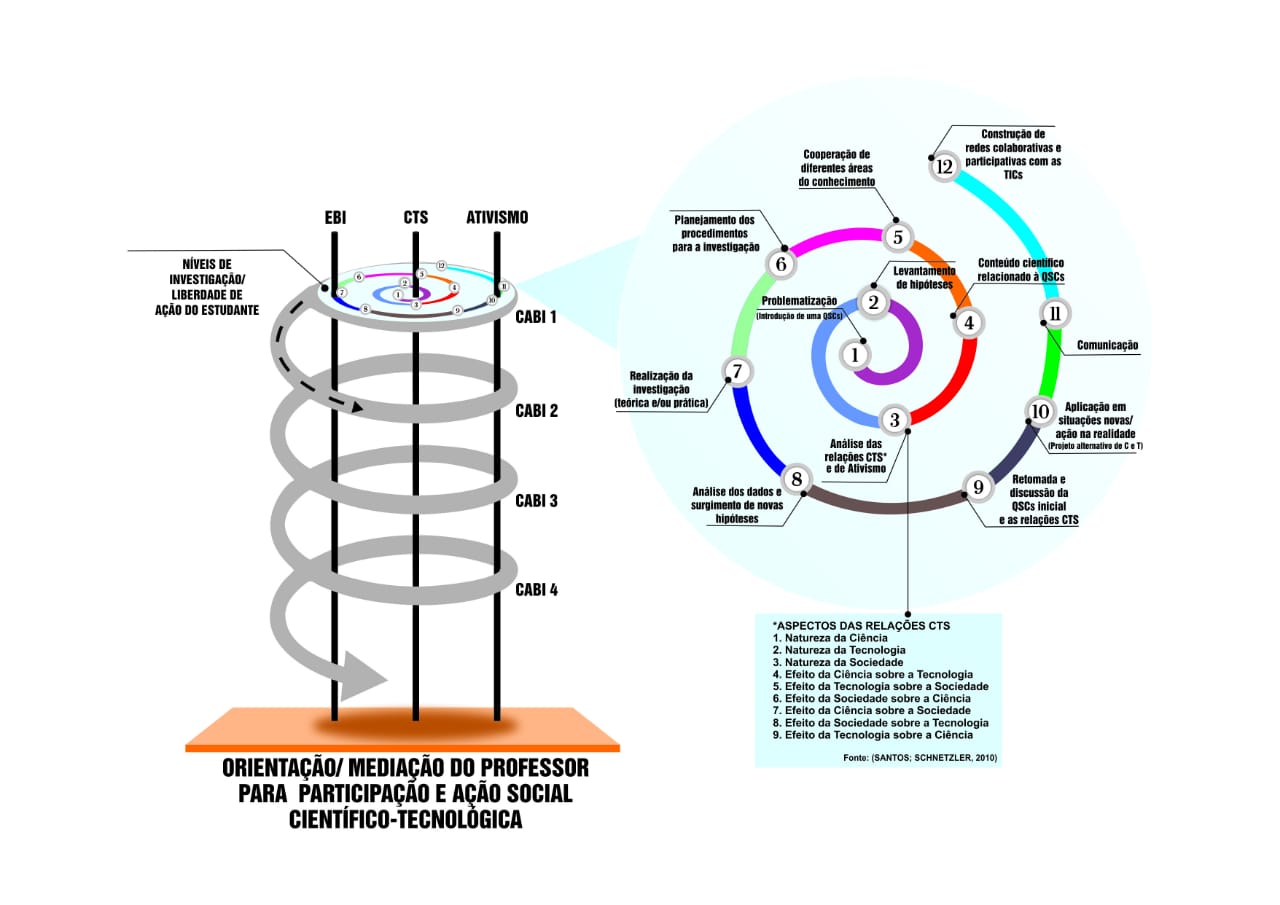 EBI
CTS
ATIVISMO
NÍVEIS DE
INVESTIGAÇÃO/
LIBERDADE DE
AÇÃO DO ESTUDANTE
1
2
3
3
4
6
7
8
9
10
11
12
CABI 1
CABI 2
CABI 3
CABI 4
ORIENTAÇÃO/ MEDIAÇÃO DO PROFESSOR
PARA PARTICIPAÇÃO E AÇÃO SOCIAL
CIENTÍFICO-TECNOLÓGICA
12
Construção de
redes colaborativas e
participativas com as
TICs
Cooperação de
diferentes áreas
do conhecimento
5
Planejamento dos
procedimentos
para a investigação
6
Levantamento
de hipóteses
2
Conteúdo científico
relacionado à QSCs
4
Problematização
(Introdução de uma QSCs)
1
11
Comunicação
7
Realização da
investigação
(teórica e/ou prática)
3
Análise das
relações CTS*
e de Ativismo
10
Aplicação em
situações novas/
ação na realidade
(Projeto alternativo de C e T)
8
Análise dos dados e
surgimento de novas
hipóteses
9
Retomada e
discussão da
QSCs inicial
e as relações CTS
*ASPECTOS DAS RELAÇÕES CTS
1. Natureza da Ciência
2. Natureza da Tecnologia
3. Natureza da Sociedade
4. Efeito da Ciência sobre a Tecnologia
5. Efeito da Tecnologia sobre a Sociedade
6. Efeito da Sociedade sobre a Ciência
7. Efeito da Ciência sobre a Sociedade
8. Efeito da Sociedade sobre a Tecnologia
9. Efeito da Tecnologia sobre a Ciência
Fonte: (SANTOS; SCHNETZLER, 2010)